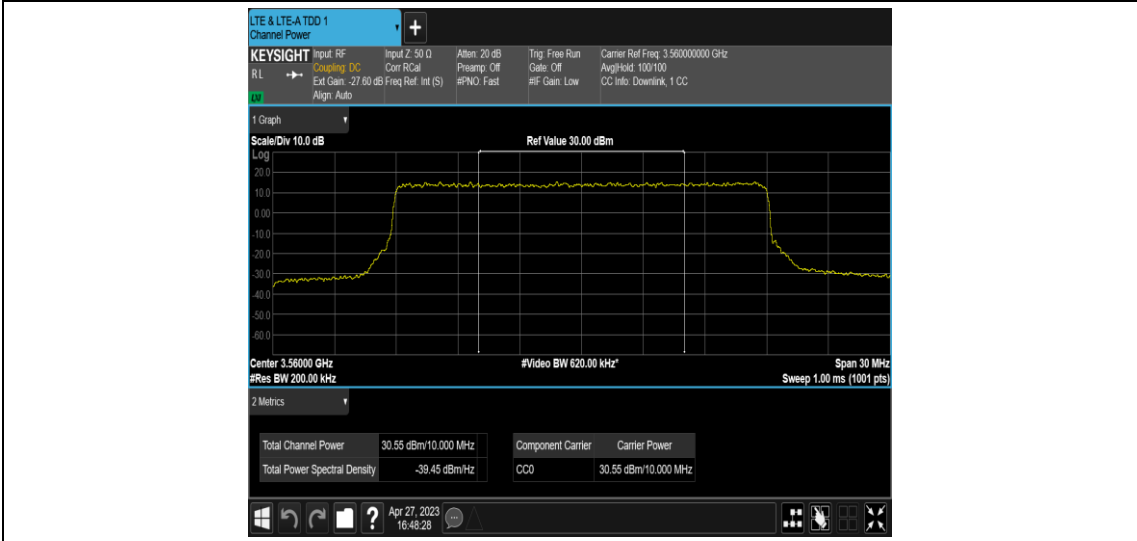 LTE & LTE-A TDD 1
Channel Power
+
KEYSIGHT
RL
LXI
Input: RF
Coupling: DC
Ext Gain: -27.60 dB
Align: Auto
Input Z: 50 Ω
Corr RCal
Freq Ref: Int (S)
Atten: 20 dB
Preamp: Off
#PNO: Fast
Trig: Free Run
Gate: Off
#IF Gain: Low
Carrier Ref Freq: 3.560000000 GHz
Avg|Hold: 100/100
CC Info: Downlink, 1 CC
1 Graph
Scale/Div 10.0 dB
Ref Value 30.00 dBm
Log
20.0
10.0
0.00
-10.0
-20.0
-30.0
-40.0
-50.0
-60.0
Center 3.56000 GHz
#Video BW 620.00 kHz*
Span 30 MHz
#Res BW 200.00 kHz
Sweep 1.00 ms (1001 pts)
2 Metrics
Total Channel Power 30.55 dBm/10.000 MHz
Total Power Spectral Density -39.45 dBm/Hz
Component Carrier Carrier Power
CC0 30.55 dBm/10.000 MHz
?
Apr 27, 2023
16:48:28